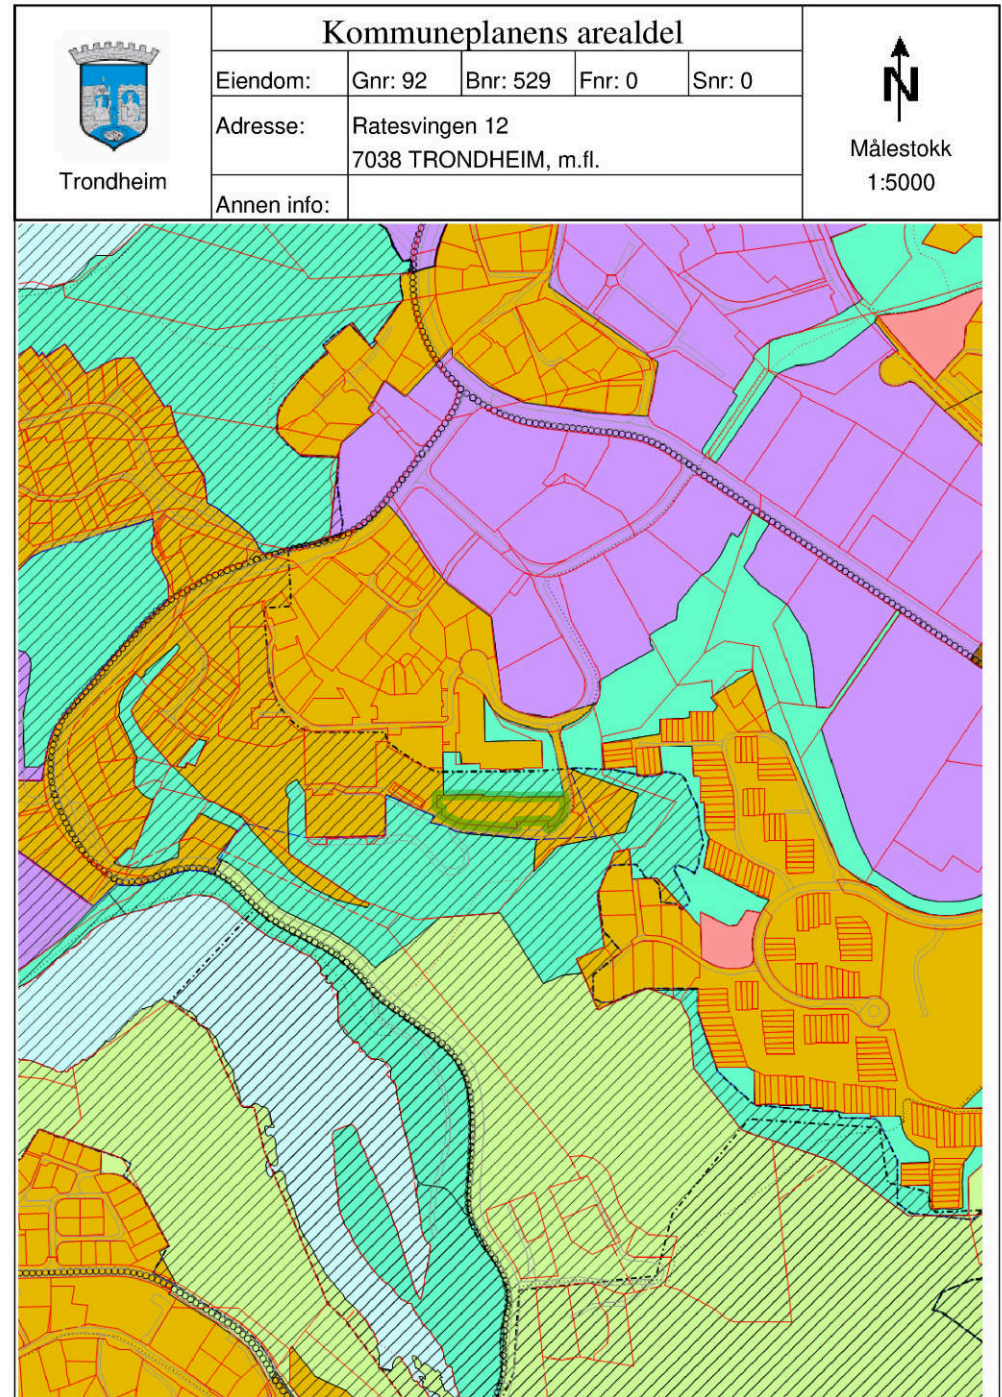 Kommuneplanens arealdel
Eiendom: Gnr: 92 Bnr: 529 Fnr: 0 Snr: 0
Adresse: Ratesvingen 12
7038 TRONDHEIM, m.fl.
Annen info:
Trondheim
N
Målestokk
1:5000